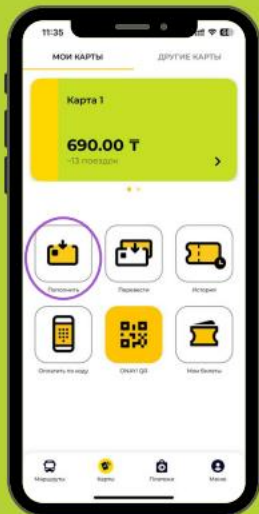 11:35
МОИ КАРТЫ
ДРУГИЕ КАРТЫ
Карта 1
690.00 ₸
~13 поездок
Пополнить
Перевести
История
Оплатить по коду
ONAY! QR
Мои билеты
Маршруты
Карты
Платежи
Меню